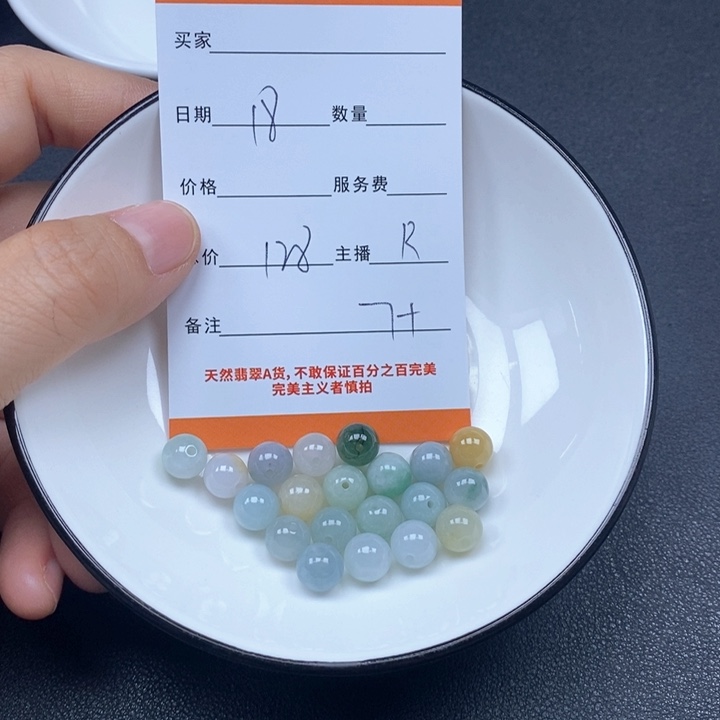 买家
日期 18 数量
价格 服务费
价 128 主播 R
备注 7+
天然翡翠A货,不敢保证百分之百完美
完美主义者慎拍